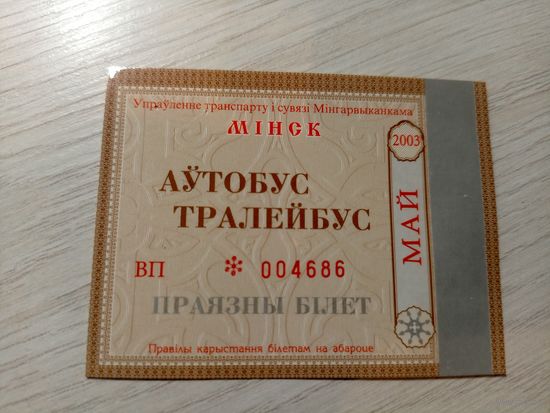 Упраўленне транспарту і сувязі Мінгарвыканкама
МІНСК
2003
АЎТОБУС
ТРАЛЕЙБУС
МАЙ
ВП * 004686
ПРАЯЗНЫ БІЛЕТ
Правілы карыстання білетам на абароце